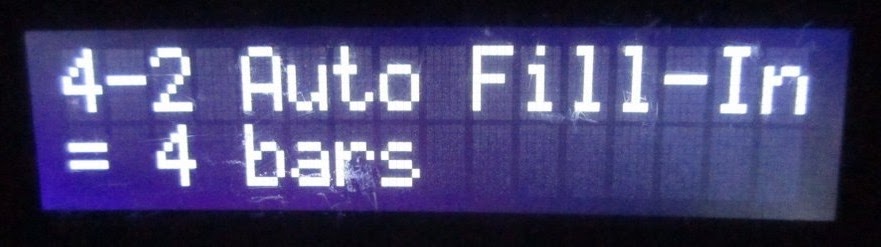 4-2 Auto Fill-In
= 4 bars